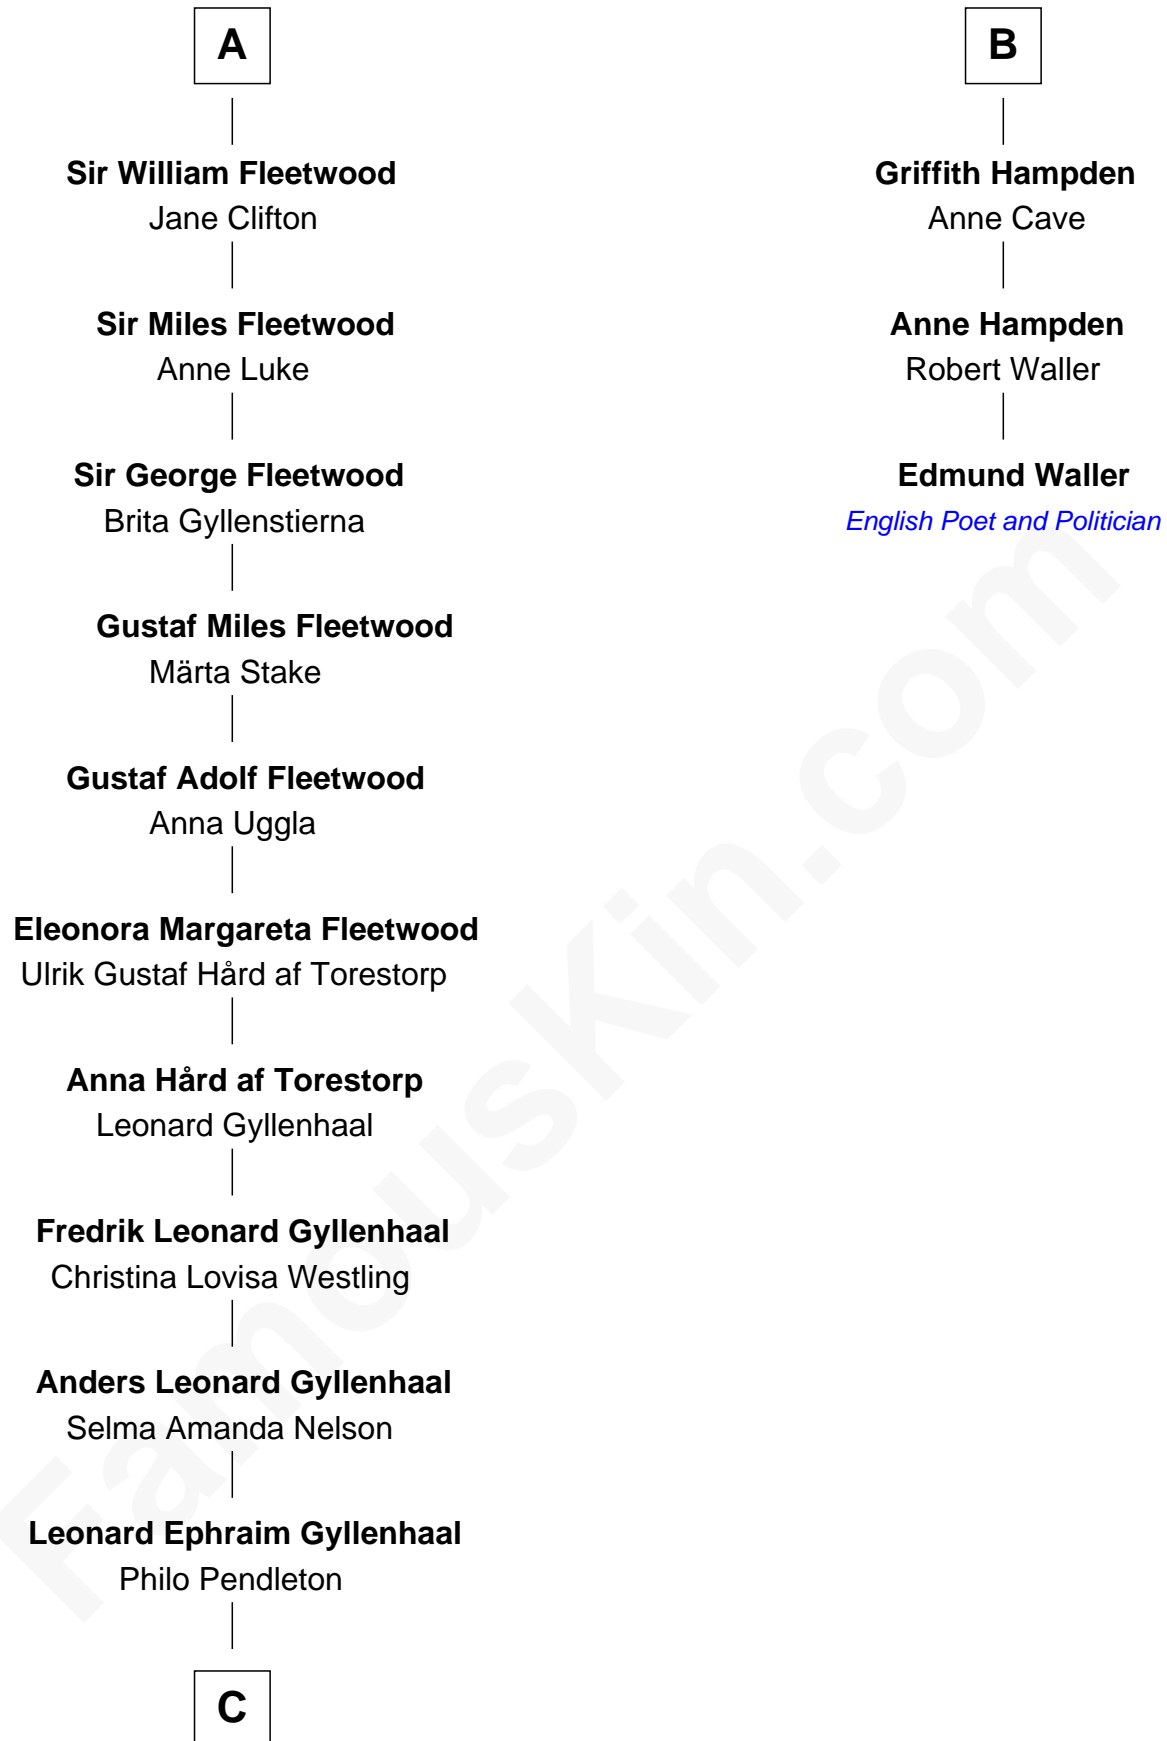 A
Sir William Fleetwood
Jane Clifton
Sir Miles Fleetwood
Anne Luke
Sir George Fleetwood
Brita Gyllenstierna
Gustaf Miles Fleetwood
Märta Stake
Gustaf Adolf Fleetwood
Anna Uggla
Eleonora Margareta Fleetwood
Ulrik Gustaf Hård af Torestorp
Anna Hård af Torestorp
Leonard Gyllenhaal
Fredrik Leonard Gyllenhaal
Christina Lovisa Westling
Anders Leonard Gyllenhaal
Selma Amanda Nelson
Leonard Ephraim Gyllenhaal
Philo Pendleton
C
B
Griffith Hampden
Anne Cave
Anne Hampden
Robert Waller
Edmund Waller
English Poet and Politician
FamousKin.com